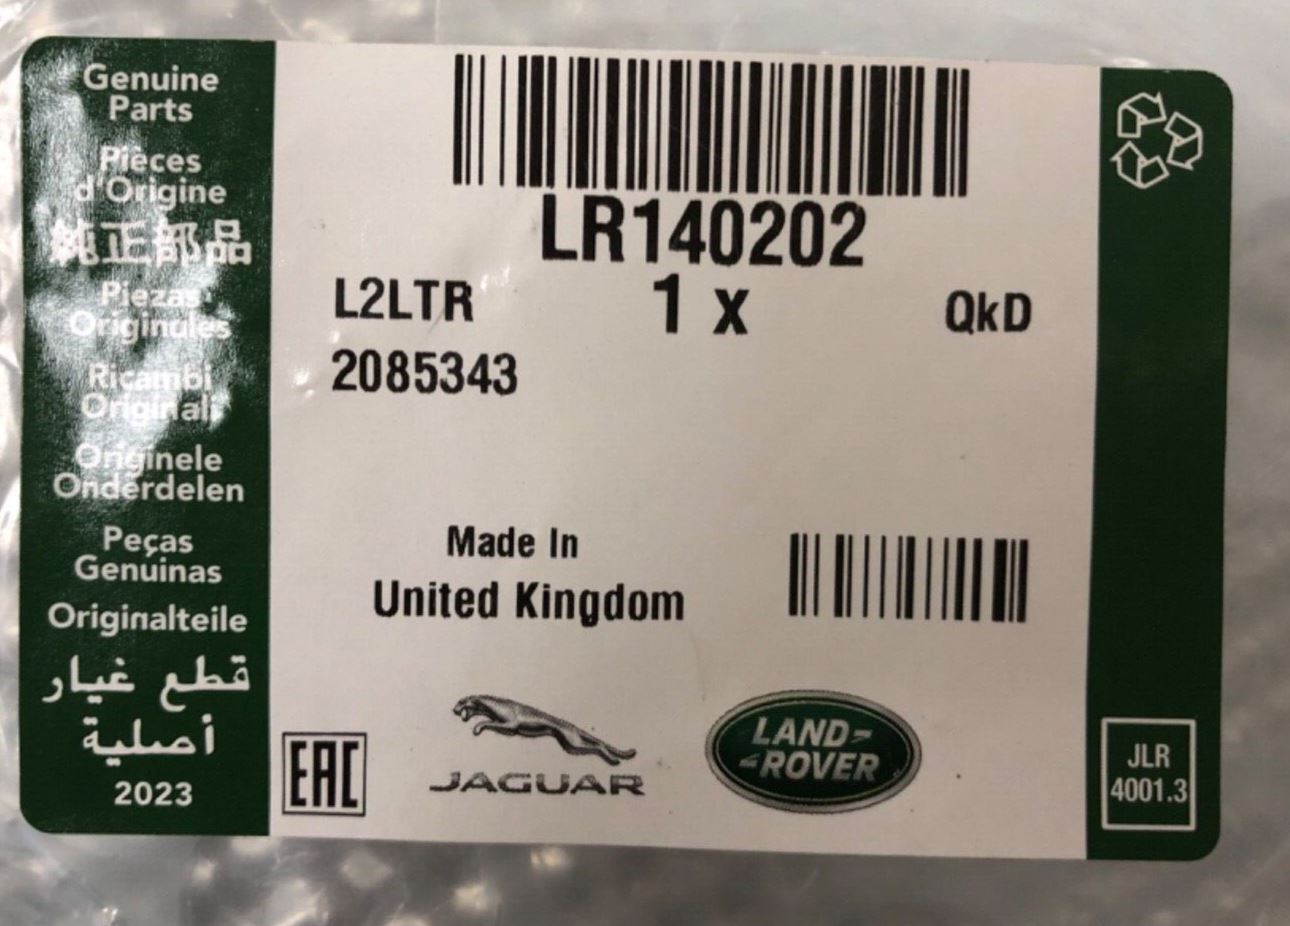 Genuine
Parts
Pièces
d'Origine
純正部品
Piezas
Originales
Ricambi
Originali
Originele
Onderdelen
Peças
Genuinas
Originalteile
قطع غيار
أصلية
2023
LR140202
L2LTR 1 x QkD
2085343
Made In
United Kingdom
EAC
JAGUAR
LAND-
-ROVER
JLR
4001.3